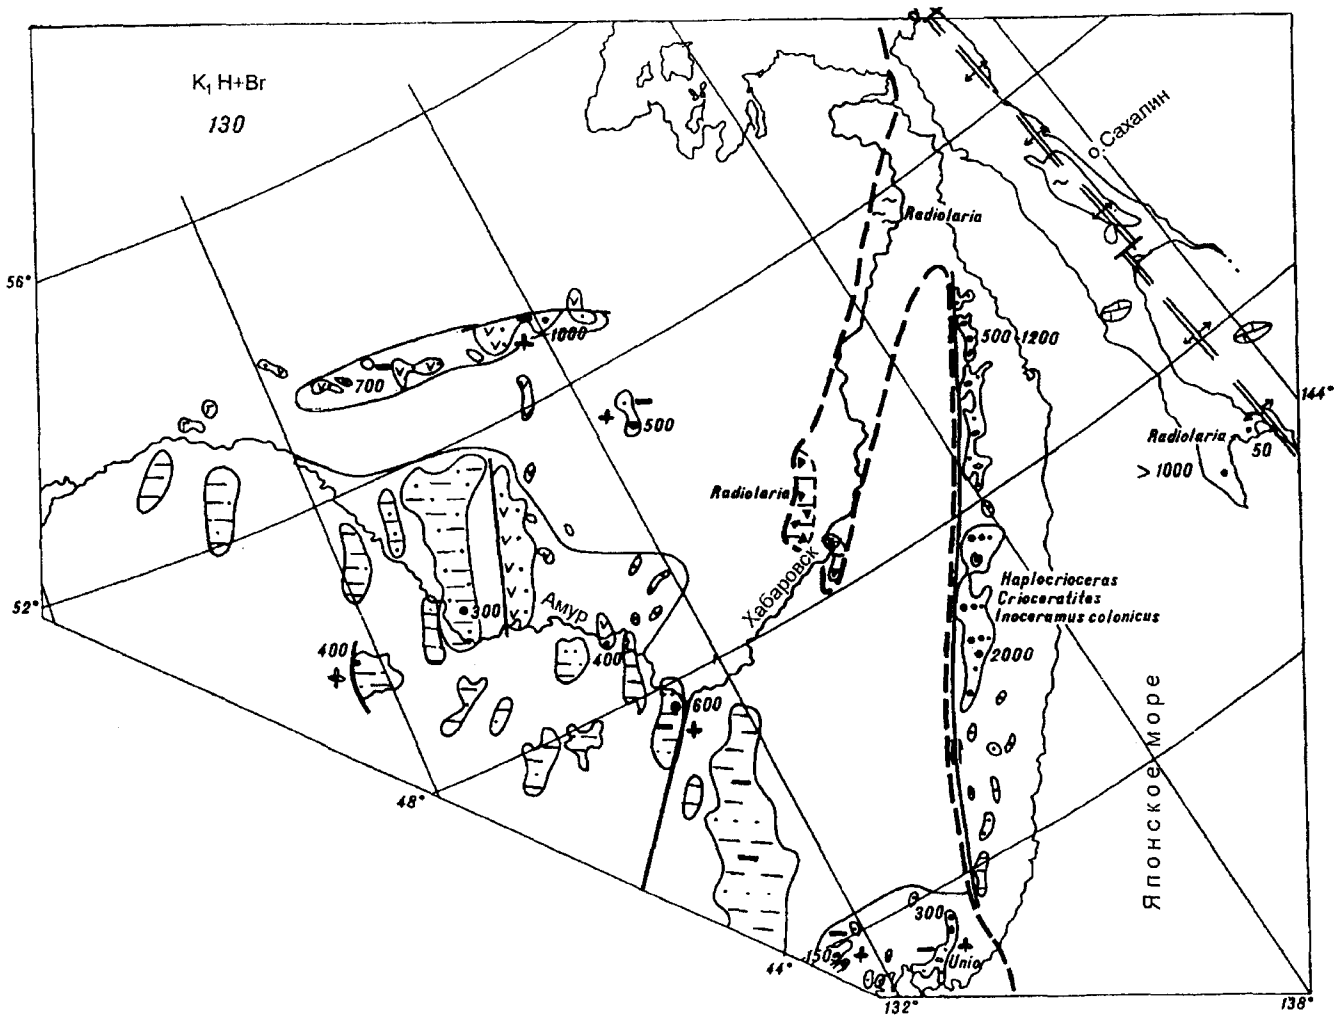 K₁ H+Br
130
о.Сахалин
Radiolaria
56°
1000
700
500
500-1200
144°
Radiolaria
50
> 1000
Radiolaria
Хабаровск
Haplocrioceras
Crioceratites
Inoceramus colonicus
52°
300
Амур
400
400
2000
600
Японское море
48°
300
150
Unio
44°
132°
138°